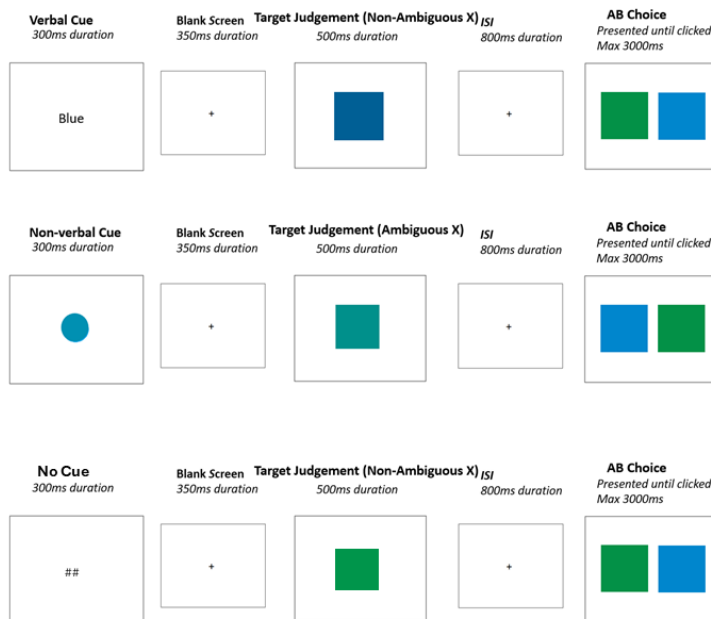 Verbal Cue
300ms duration
Blank Screen
350ms duration
Target Judgement (Non-Ambiguous X)
500ms duration
ISI
800ms duration
AB Choice
Presented until clicked
Max 3000ms
Blue
+
+
Non-verbal Cue
300ms duration
Blank Screen
350ms duration
Target Judgement (Ambiguous X)
500ms duration
ISI
800ms duration
AB Choice
Presented until clicked
Max 3000ms
+
+
No Cue
300ms duration
Blank Screen
350ms duration
Target Judgement (Non-Ambiguous X)
500ms duration
ISI
800ms duration
AB Choice
Presented until clicked
Max 3000ms
##
+
+